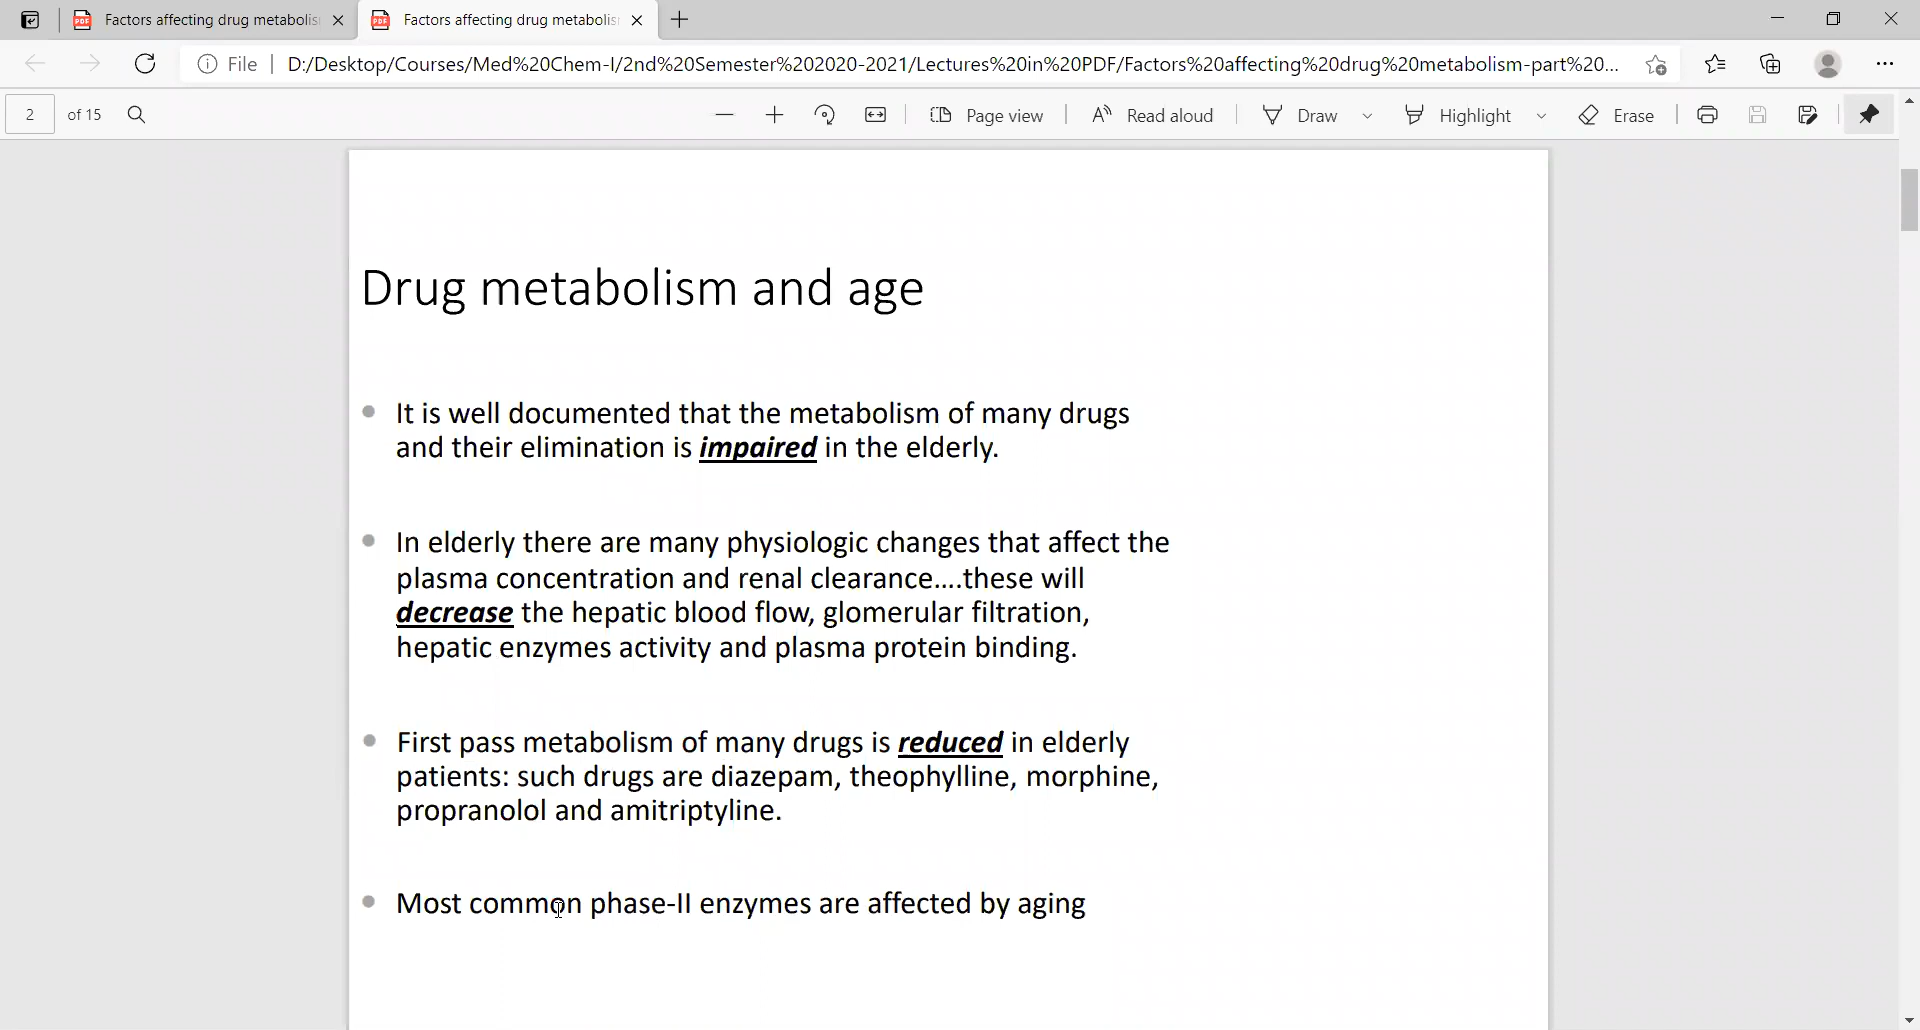 Factors affecting drug metabolis
Factors affecting drug metabolis
File
D:/Desktop/Courses/Med%20Chem-I/2nd%20Semester%202020-2021/Lectures%20in%20PDF/Factors%20affecting%20drug%20metabolism-part%20...
2 of 15
Page view
Read aloud
Draw
Highlight
Erase
Drug metabolism and age
It is well documented that the metabolism of many drugs
and their elimination is impaired in the elderly.
In elderly there are many physiologic changes that affect the
plasma concentration and renal clearance....these will
decrease the hepatic blood flow, glomerular filtration,
hepatic enzymes activity and plasma protein binding.
First pass metabolism of many drugs is reduced in elderly
patients: such drugs are diazepam, theophylline, morphine,
propranolol and amitriptyline.
Most common phase-II enzymes are affected by aging